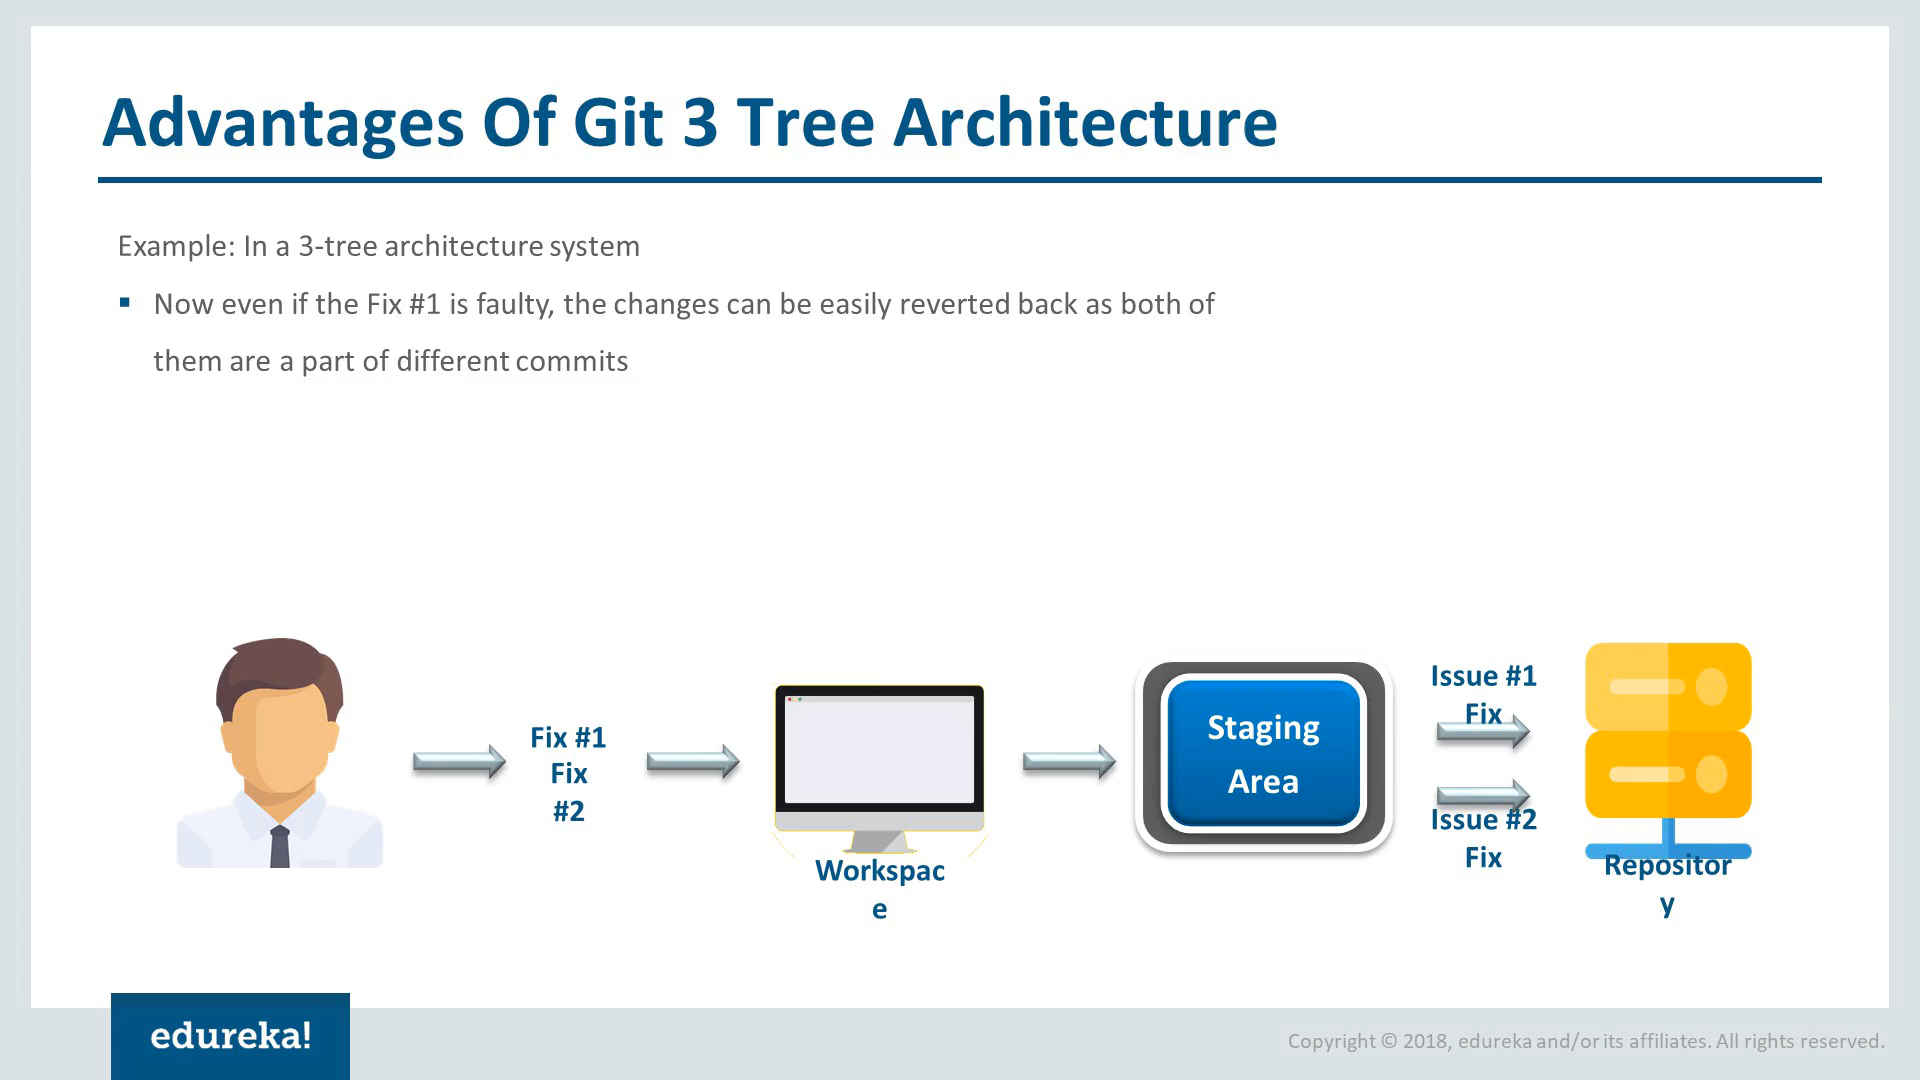 Advantages Of Git 3 Tree Architecture
Example: In a 3-tree architecture system
▪ Now even if the Fix #1 is faulty, the changes can be easily reverted back as both of
them are a part of different commits
Fix #1
Fix
#2
Workspac
e
Staging
Area
Issue #1
Fix
Issue #2
Fix
Repositor
y
edureka!
Copyright © 2018, edureka and/or its affiliates. All rights reserved.